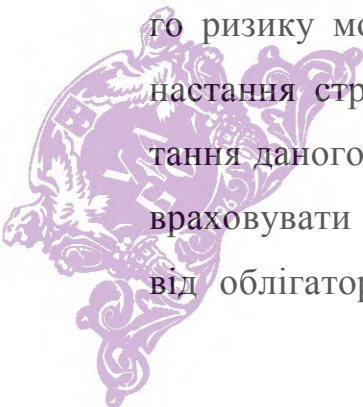 го ризику мо
настання стр
тання даного
враховувати
від облігатор